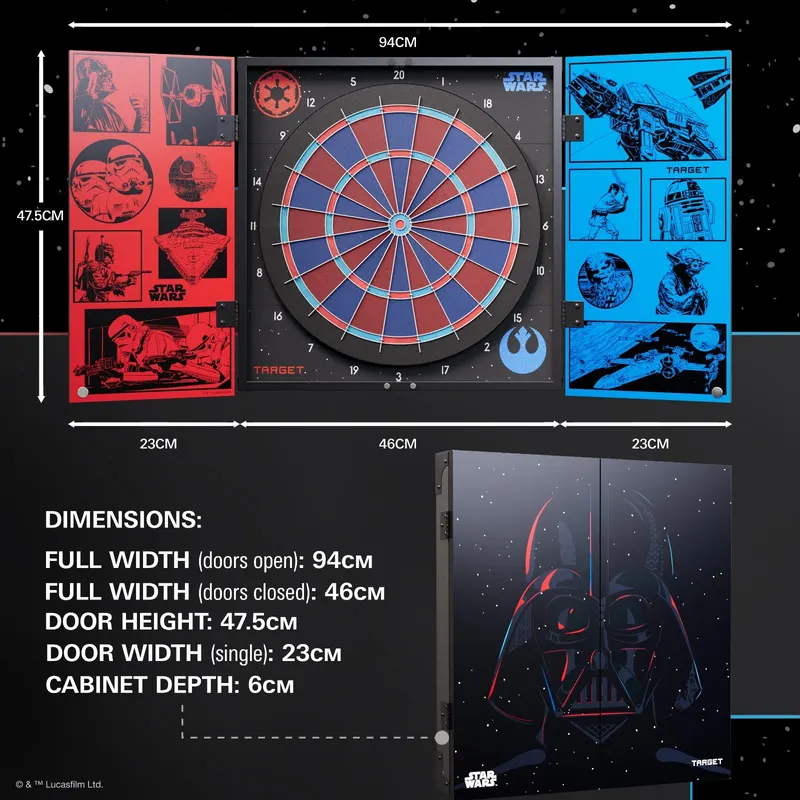 94CM
47.5CM
STAR
WARS
20
5
1
12
18
9
4
14
13
11
6
8
10
16
15
7
2
19
17
3
TARGET
STAR
WARS
TARGET.
23CM
46CM
23CM
DIMENSIONS:
FULL WIDTH (doors open): 94CM
FULL WIDTH (doors closed): 46CM
DOOR HEIGHT: 47.5CM
DOOR WIDTH (single): 23CM
CABINET DEPTH: 6CM
STAR
WARS
TARGET
© & ™ Lucasfilm Ltd.